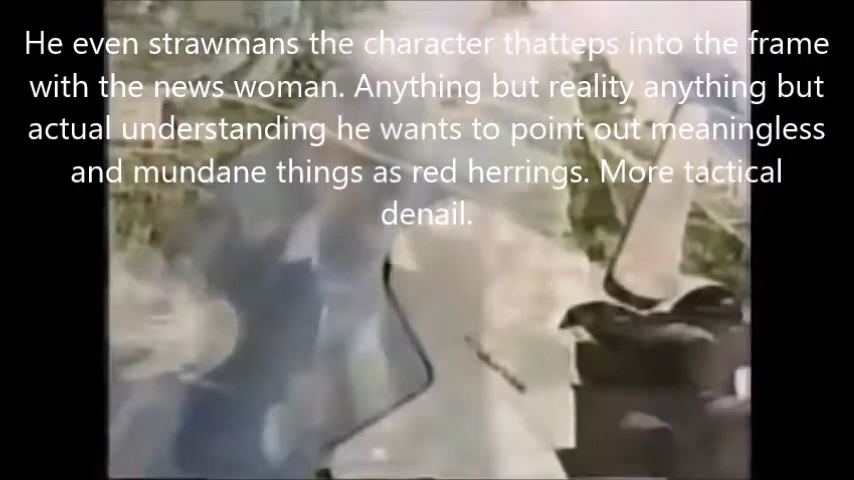 He even strawmans the character thatteps into the frame
with the news woman. Anything but reality anything but
actual understanding he wants to point out meaningless
and mundane things as red herrings. More tactical
denail.